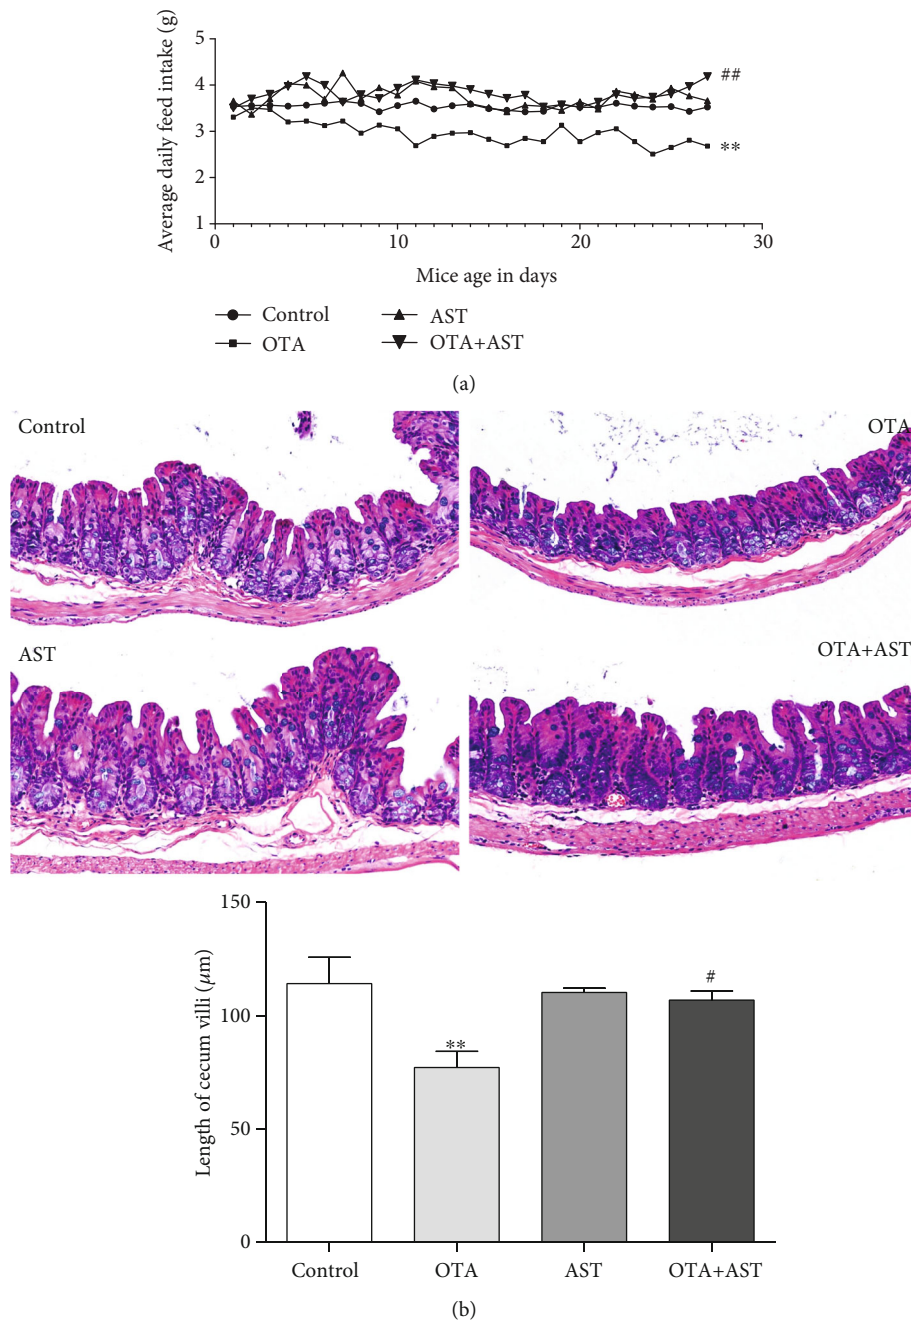 Average daily feed intake (g)
5
4
3
2
1
##
**
0
10
20
30
Mice age in days
Control
AST
OTA
OTA+AST
(a)
Control
OTA
AST
OTA+AST
Length of cecum villi (μm)
150
100
50
0
**
#
Control
OTA
AST
OTA+AST
(b)